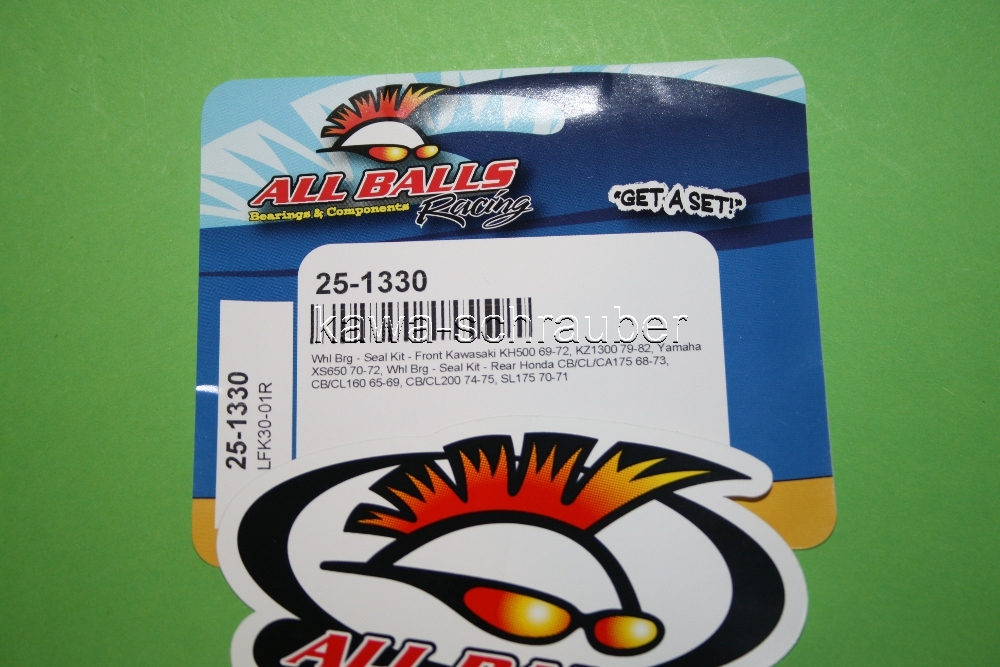 ALL BALLS
Bearings & Components
Racing
"GET A SET!"
25-1330
kawa-schrauber
Whl Brg - Seal Kit - Front Kawasaki KH500 69-72, KZ1300 79-82, Yamaha
XS650 70-72, Whl Brg - Seal Kit - Rear Honda CB/CL/CA175 68-73,
CB/CL160 65-69, CB/CL200 74-75, SL175 70-71
25-1330
LFK30-01R
ALL BALLS